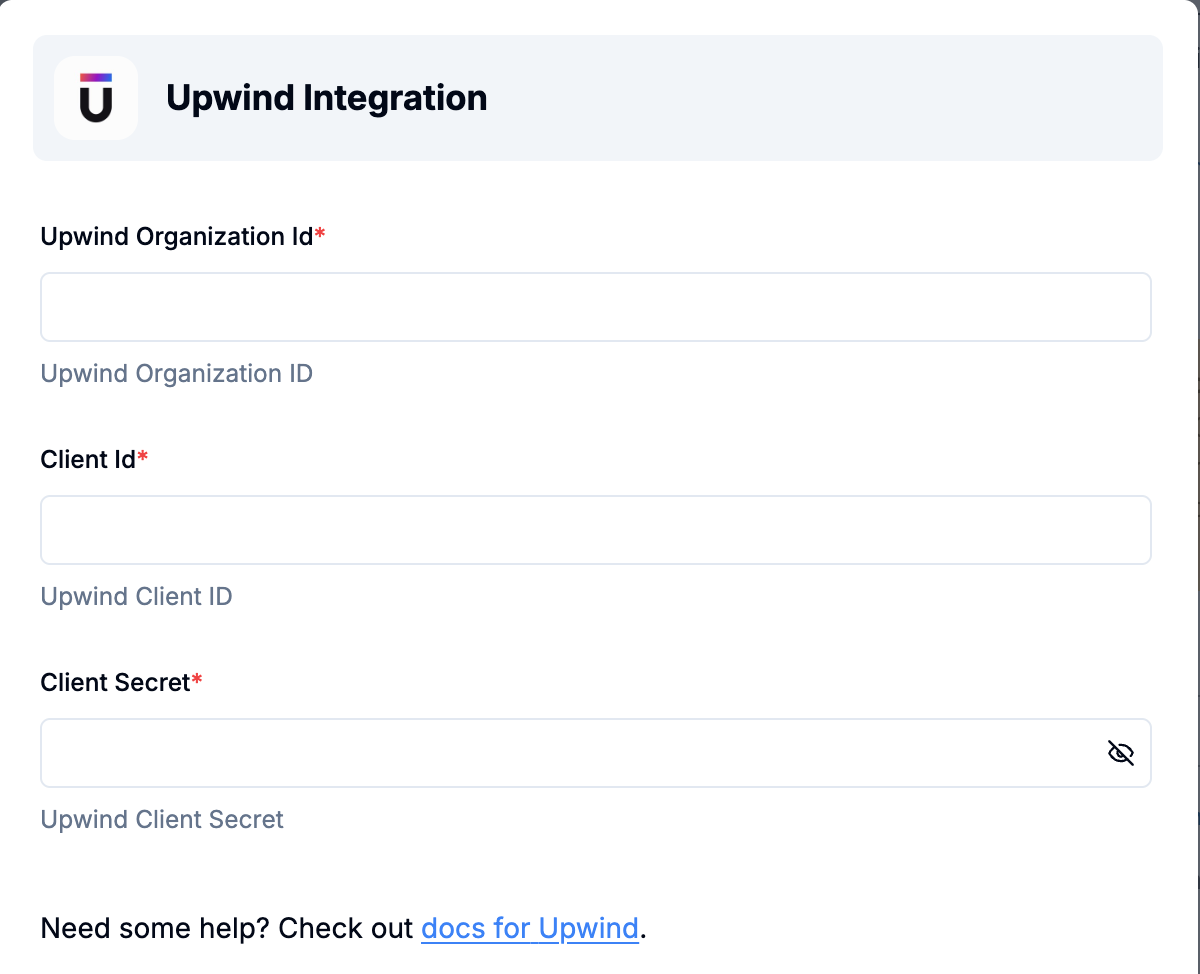 Upwind Integration
Upwind Organization Id*
Upwind Organization ID
Client Id*
Upwind Client ID
Client Secret*
Upwind Client Secret
Need some help? Check out docs for Upwind.